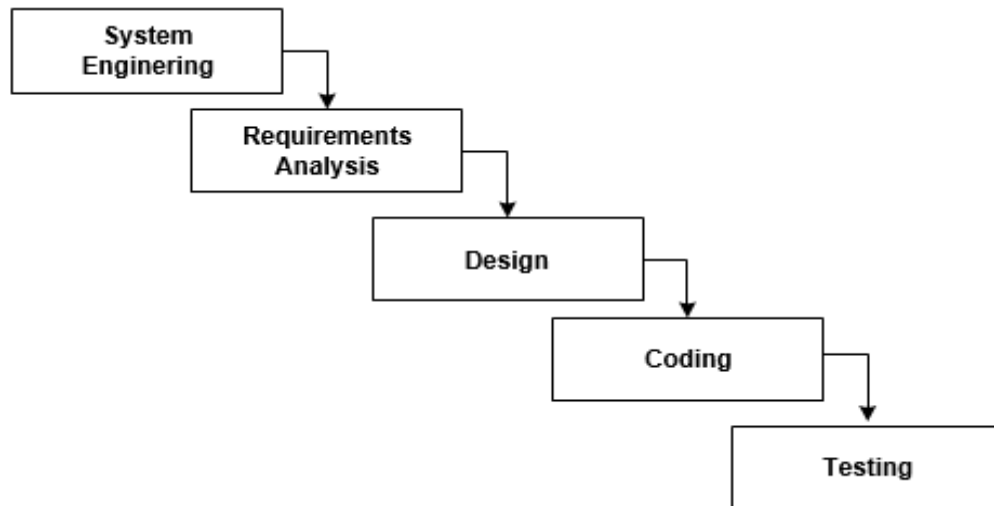 System
Enginering
Requirements
Analysis
Design
Coding
Testing